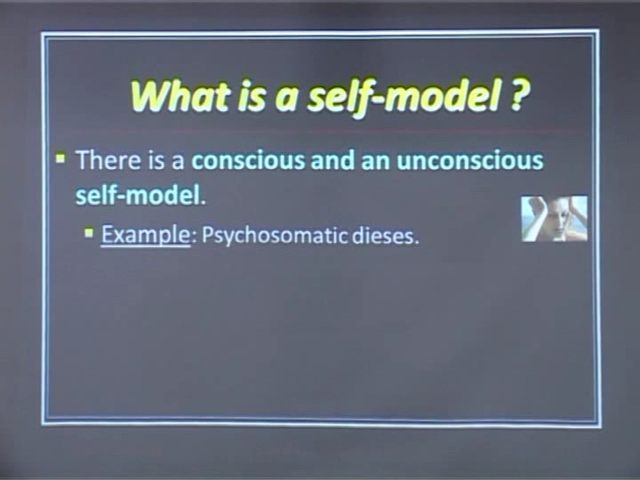 What is a self-model ?
There is a conscious and an unconscious
self-model.
Example: Psychosomatic dieses.